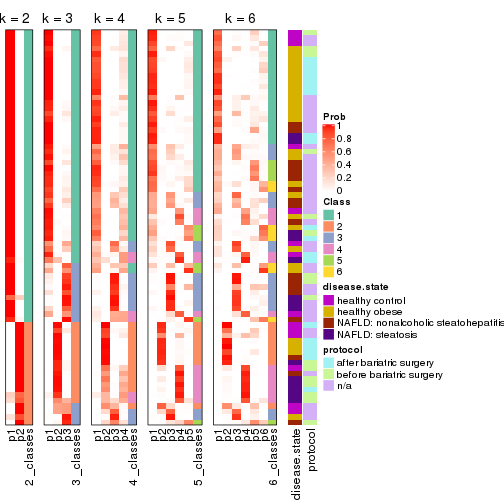 k = 2 k = 3 k = 4 k = 5 k = 6
Prob
1
0.8
0.6
0.4
0.2
0
Class
1
2
3
4
5
6
disease.state
healthy control
healthy obese
NAFLD: nonalcoholic steatohepatitis
NAFLD: steatosis
protocol
after bariatric surgery
before bariatric surgery
n/a
p1 p2 2_classes p1 p2 p3 3_classes p1 p2 p3 p4 4_classes p1 p2 p3 p4 p5 5_classes p1 p2 p3 p4 p5 p6 6_classes disease.state protocol